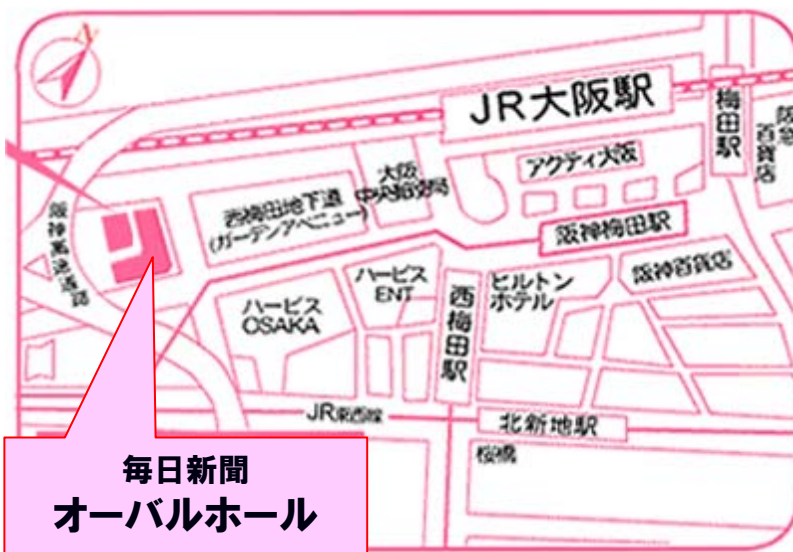 JR大阪駅
梅田駅
阪急
百貨店
アクティ大阪
大阪
中央郵便局
西梅田地下道
(ガーデンアベニュー)
阪神梅田駅
阪神高速道路
ハービス
OSAKA
ハービス
ENT
西梅田駅
ヒルトン
ホテル
阪神百貨店
JR東西線
北新地駅
桜橋
毎日新聞
オーバルホール